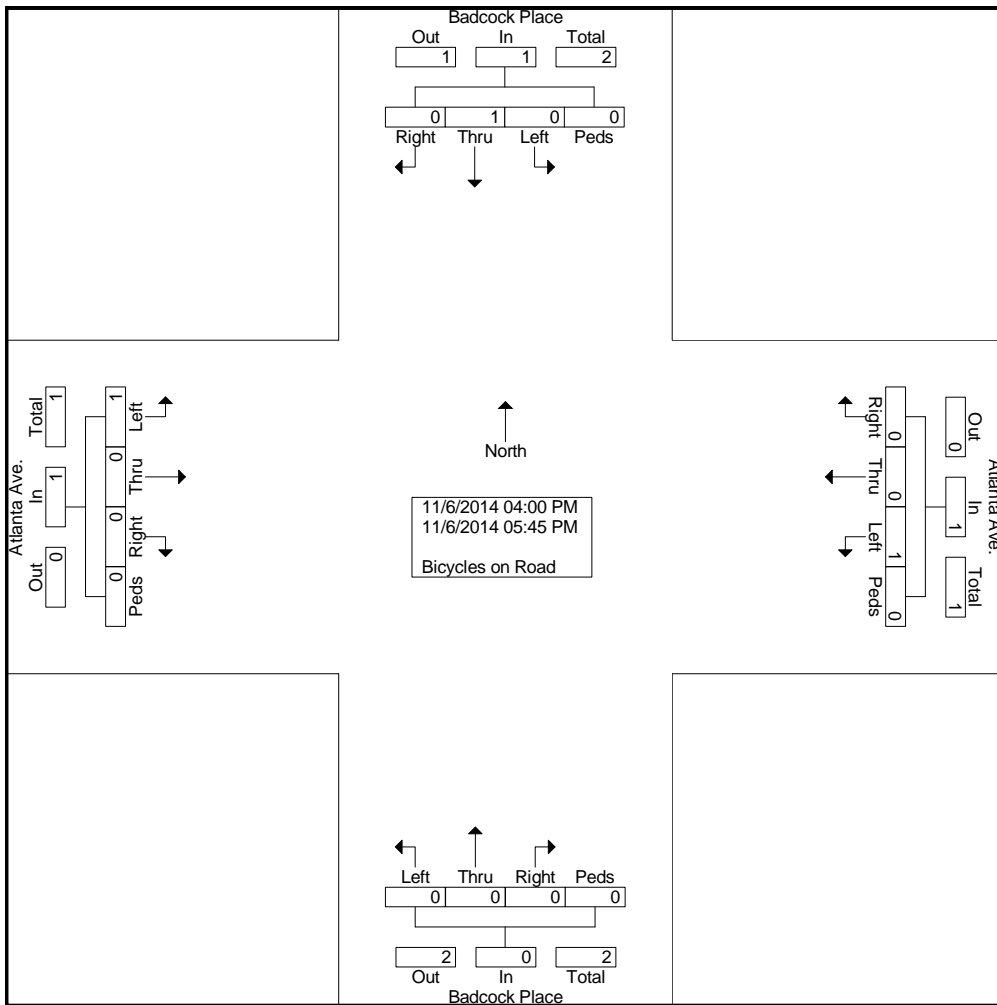 Badcock Place
Out In Total
1 1 2
0 1 0 0
Right Thru Left Peds
Atlanta Ave.
Total In Out
1 1 0
1 0 0 0
Left Thru Right Peds
North
11/6/2014 04:00 PM
11/6/2014 05:45 PM
Bicycles on Road
Right Thru Left Peds
0 0 1 0
Out In Total
0 1 1
Atlanta Ave.
Left Thru Right Peds
0 0 0 0
2 0 2
Out In Total
Badcock Place